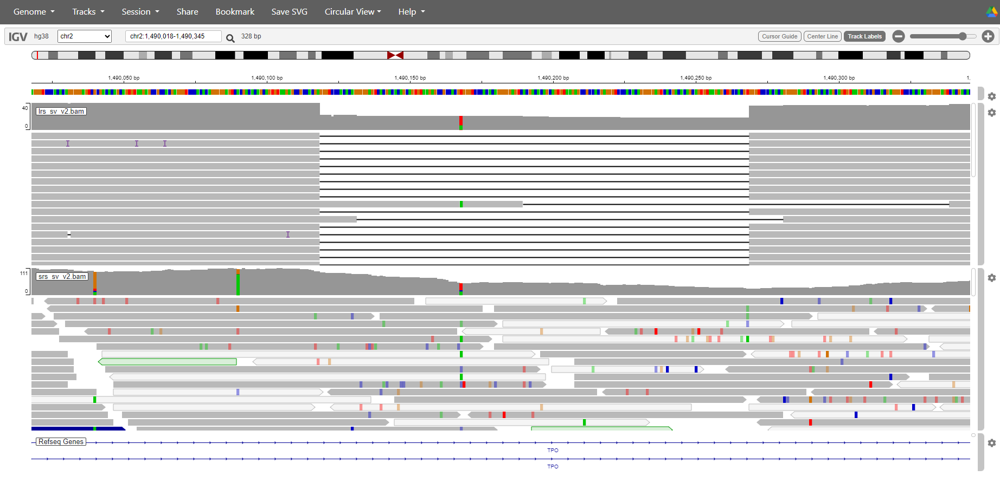 Genome Tracks Session Share Bookmark Save SVG Circular View Help
IGV hg38 chr2 chr2:1,490,018-1,490,345 328 bp Cursor Guide Center Line Track Labels
1,490,050 bp 1,490,100 bp 1,490,150 bp 1,490,200 bp 1,490,250 bp 1,490,300 bp 1,
40
lrs_sv_v2.bam
0
111
srs_sv_v2.bam
0
Refseq Genes
TPO
TPO